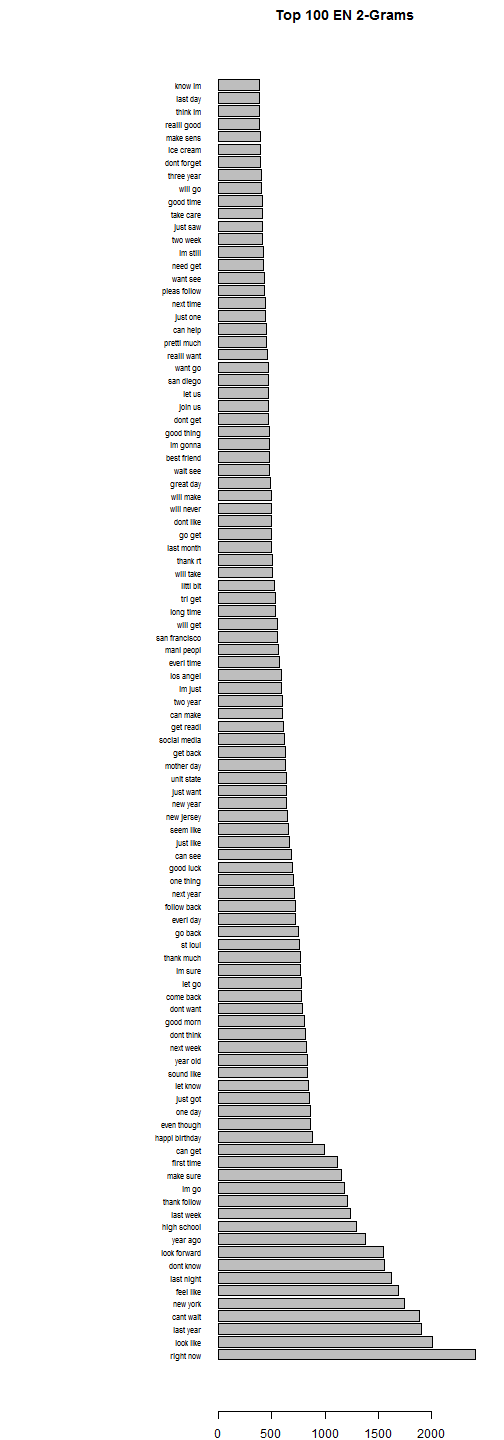 Top 100 EN 2-Grams
know im
last day
think im
realli good
make sens
ice cream
dont forget
three year
will go
good time
take care
just saw
two week
im still
need get
want see
pleas follow
next time
just one
can help
pretti much
realli want
want go
san diego
let us
join us
dont get
good thing
im gonna
best friend
wait see
great day
will make
will never
dont like
go get
last month
thank rt
will take
littl bit
tri get
long time
will get
san francisco
mani peopl
everi time
los angel
im just
two year
can make
get readi
social media
get back
mother day
unit state
just want
new year
new jersey
seem like
just like
can see
good luck
one thing
next year
follow back
everi day
go back
st loui
thank much
im sure
let go
come back
dont want
good morn
dont think
next week
year old
sound like
let know
just got
one day
even though
happi birthday
can get
first time
make sure
im go
thank follow
last week
high school
year ago
look forward
dont know
last night
feel like
new york
cant wait
last year
look like
right now
0 500 1000 1500 2000